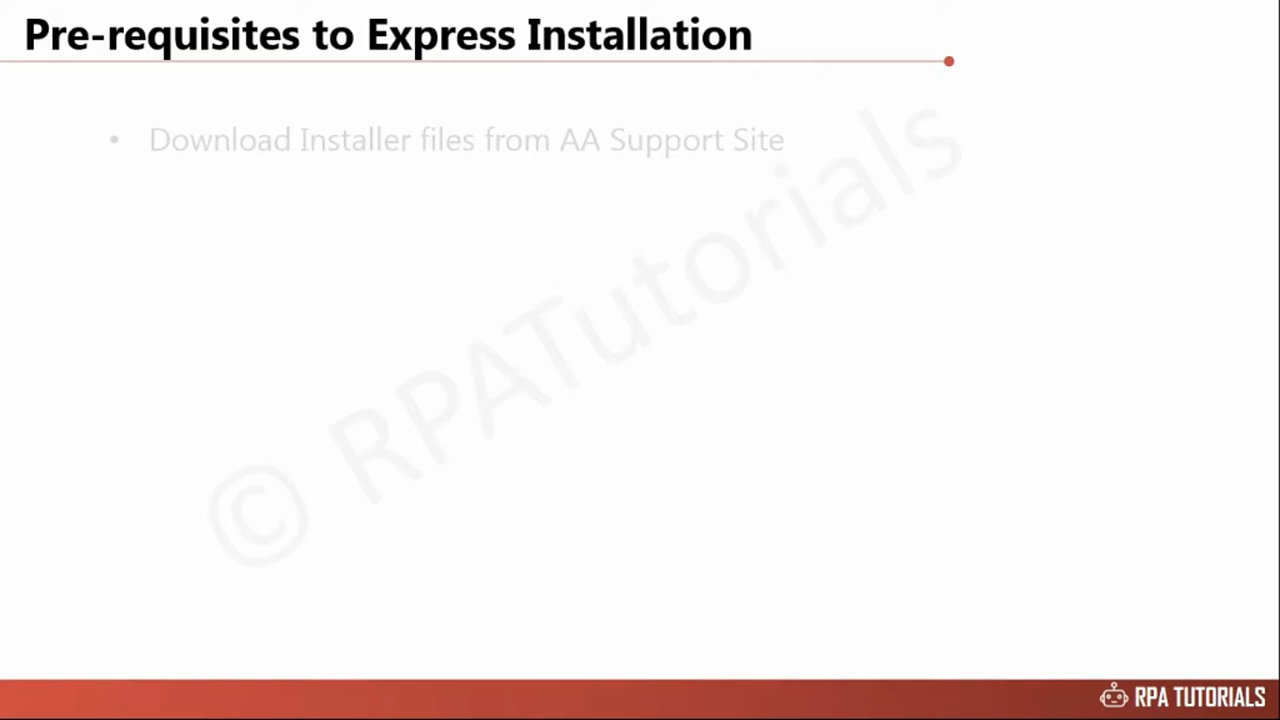 Pre-requisites to Express Installation
• Download Installer files from AA Support Site
© RPATutorials
RPA TUTORIALS